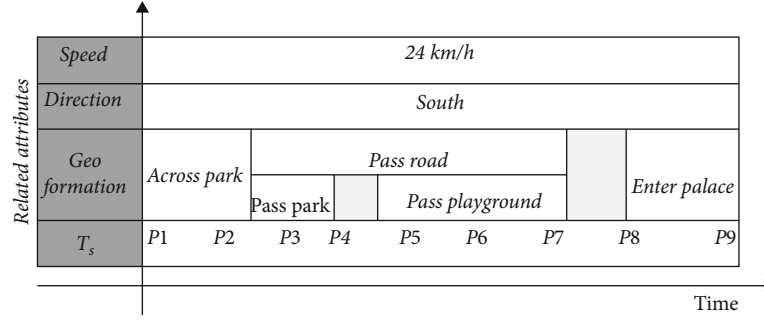 Related attributes
Speed
24 km/h
Direction
South
Geo
formation
Across park
Pass road
Pass park
Pass playground
Enter palace
Ts
P1 P2 P3 P4 P5 P6 P7 P8 P9
Time